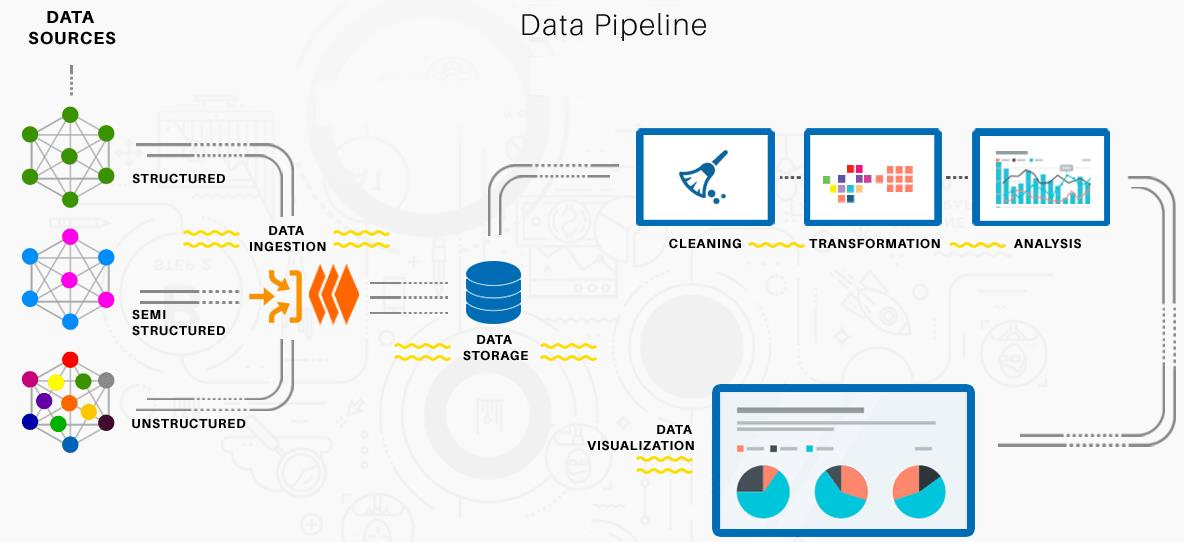 Data Pipeline
DATA
SOURCES
STRUCTURED
SEMI
STRUCTURED
UNSTRUCTURED
DATA
INGESTION
DATA
STORAGE
CLEANING
TRANSFORMATION
ANALYSIS
DATA
VISUALIZATION